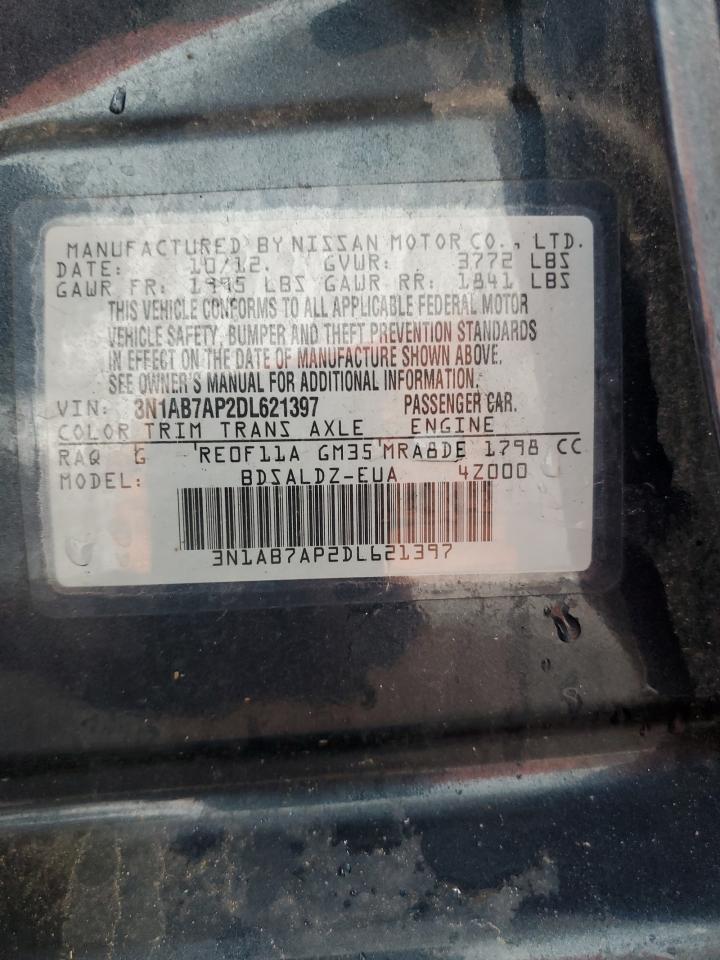 MANUFACTURED BY NISSAN MOTOR CO., LTD.
DATE: 10/12. GVWR: 3772 LBS
GAWR FR: 1995 LBS GAWR RR: 1841 LBS
THIS VEHICLE CONFORMS TO ALL APPLICABLE FEDERAL MOTOR
VEHICLE SAFETY, BUMPER AND THEFT PREVENTION STANDARDS
IN EFFECT ON THE DATE OF MANUFACTURE SHOWN ABOVE.
SEE OWNER'S MANUAL FOR ADDITIONAL INFORMATION.
VIN: 3N1AB7AP2DL621397 PASSENGER CAR.
COLOR TRIM TRANS AXLE ENGINE
RAQ G RE0F11A GM35 MRA8DE 1798 CC
MODEL: BDSALDZ-EUA 4Z000
3N1AB7AP2DL621397